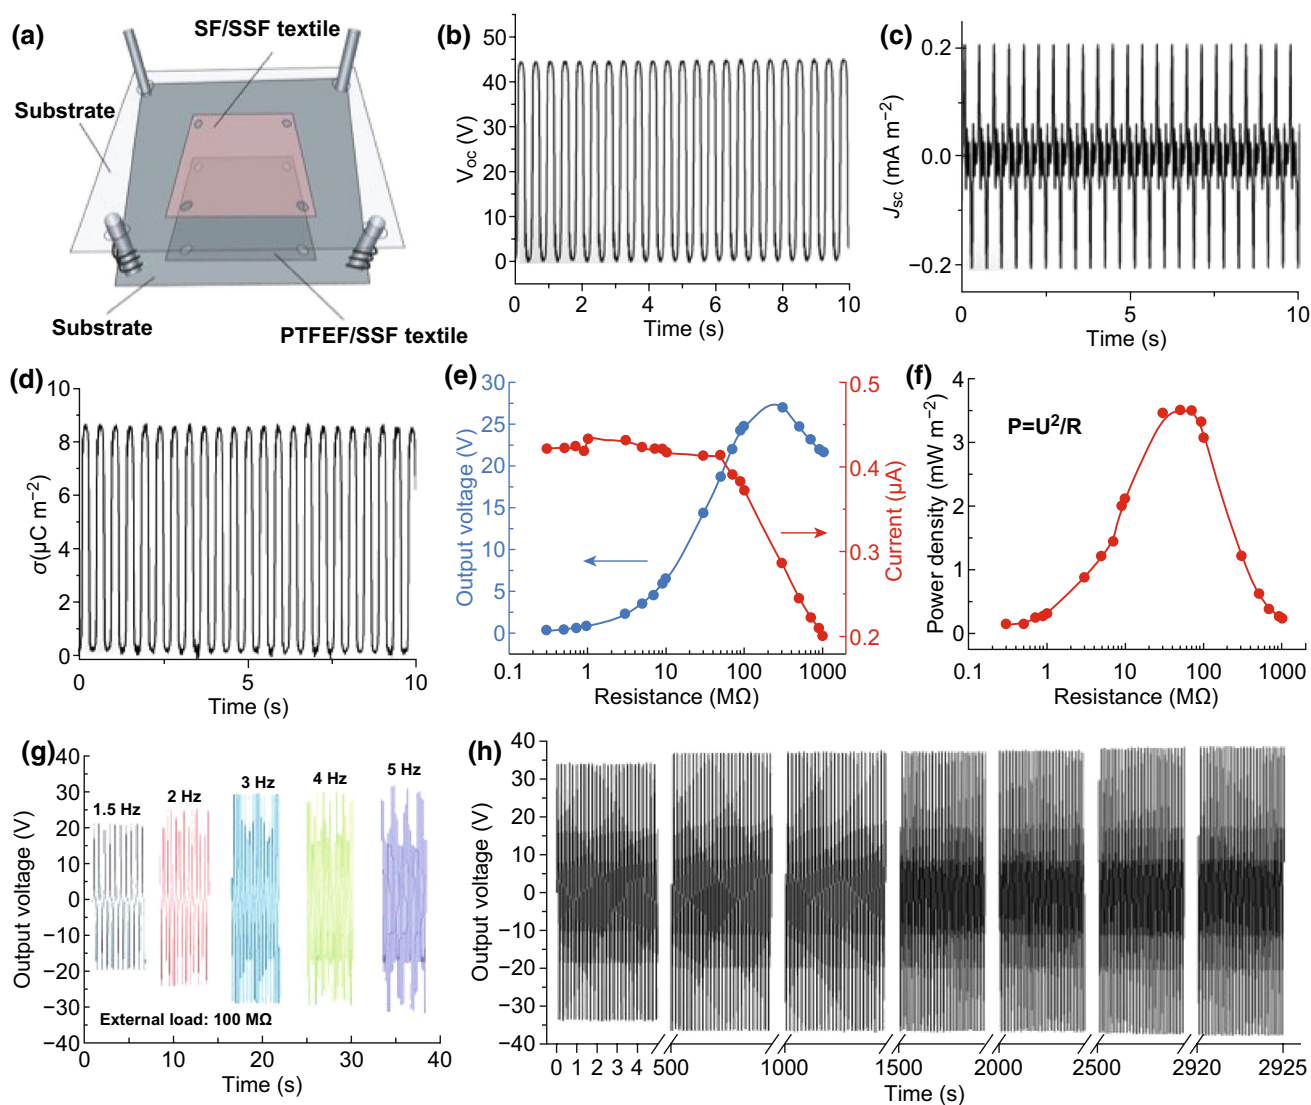 (a)
SF/SSF textile
Substrate
Substrate
PTFEF/SSF textile
(b)
50
40
30
20
10
0
Voc (V)
0 2 4 6 8 10
Time (s)
(c)
0.2
0.0
−0.2
Jsc (mA m−2)
0 5 10
Time (s)
(d)
10
8
6
4
2
0
σ(μC m−2)
0 5 10
Time (s)
(e)
30
25
20
15
10
5
0
Output voltage (V)
0.5
0.4
0.3
0.2
Current (μA)
0.1 1 10 100 1000
Resistance (MΩ)
(f)
4
3
2
1
0
Power density (mW m−2)
P=U2/R
0.1 1 10 100 1000
Resistance (MΩ)
(g)
40
30
20
10
0
−10
−20
−30
−40
Output voltage (V)
1.5 Hz
2 Hz
3 Hz
4 Hz
5 Hz
External load: 100 MΩ
0 10 20 30 40
Time (s)
(h)
40
30
20
10
0
−10
−20
−30
−40
Output voltage (V)
0 1 2 3 4 500 1000 1500 2000 2500 2920 2925
Time (s)